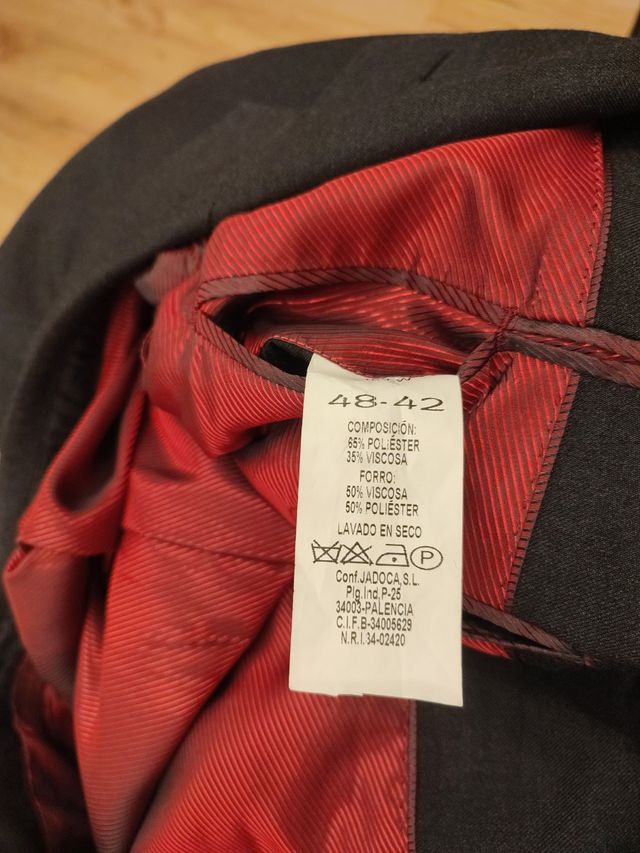 48-42
COMPOSICIÓN:
65% POLIÉSTER
35% VISCOSA
FORRO:
50% VISCOSA
50% POLIÉSTER
LAVADO EN SECO
P
Conf.JADOCA,S.L.
Plg.Ind,P-25
34003-PALENCIA
C.I.F.B-34005629
N.R.I.34-02420